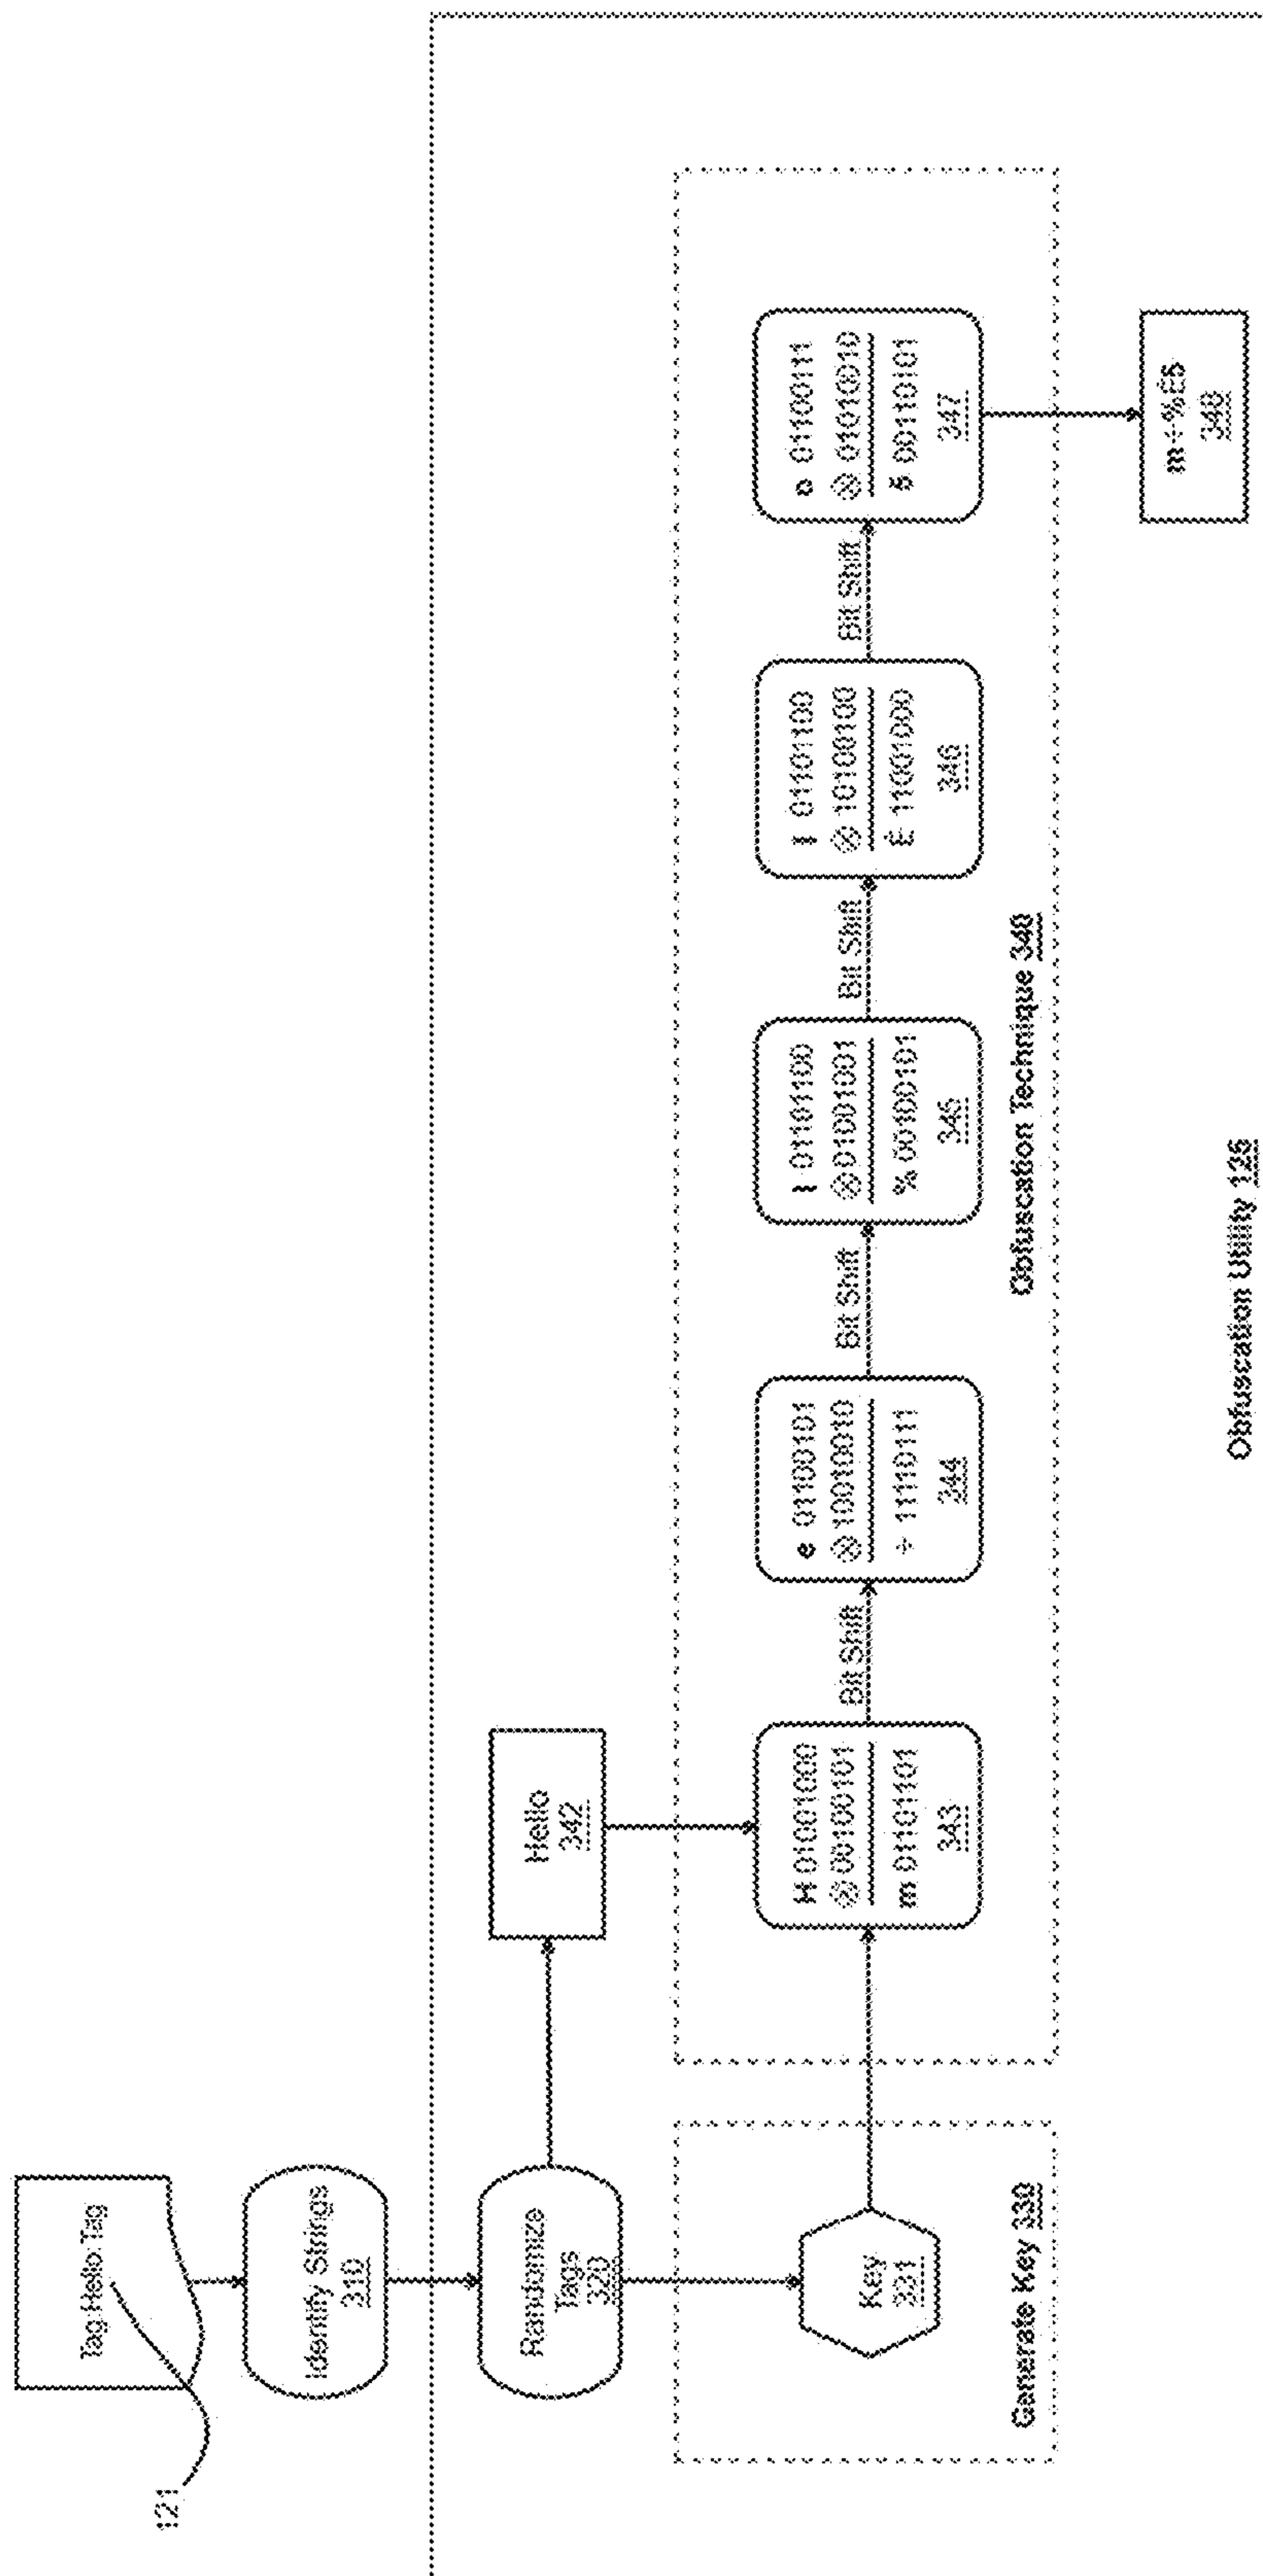 Tag:Hello:Tag
121
Identify Strings
310
Randomize
Tags
320
Hello
342
Key
331
Generate Key 330
H 01001000
⊗ 00100101
m 01101101
343
Bit Shift
e 01100101
⊗ 10010010
÷ 11110111
344
Bit Shift
l 01101100
⊗ 01001001
% 00100101
345
Bit Shift
l 01101100
⊗ 10100100
È 11001000
346
Bit Shift
o 01100111
⊗ 01010010
5 00110101
347
Obfuscation Technique 340
m÷%È5
348
Obfuscation Utility 125